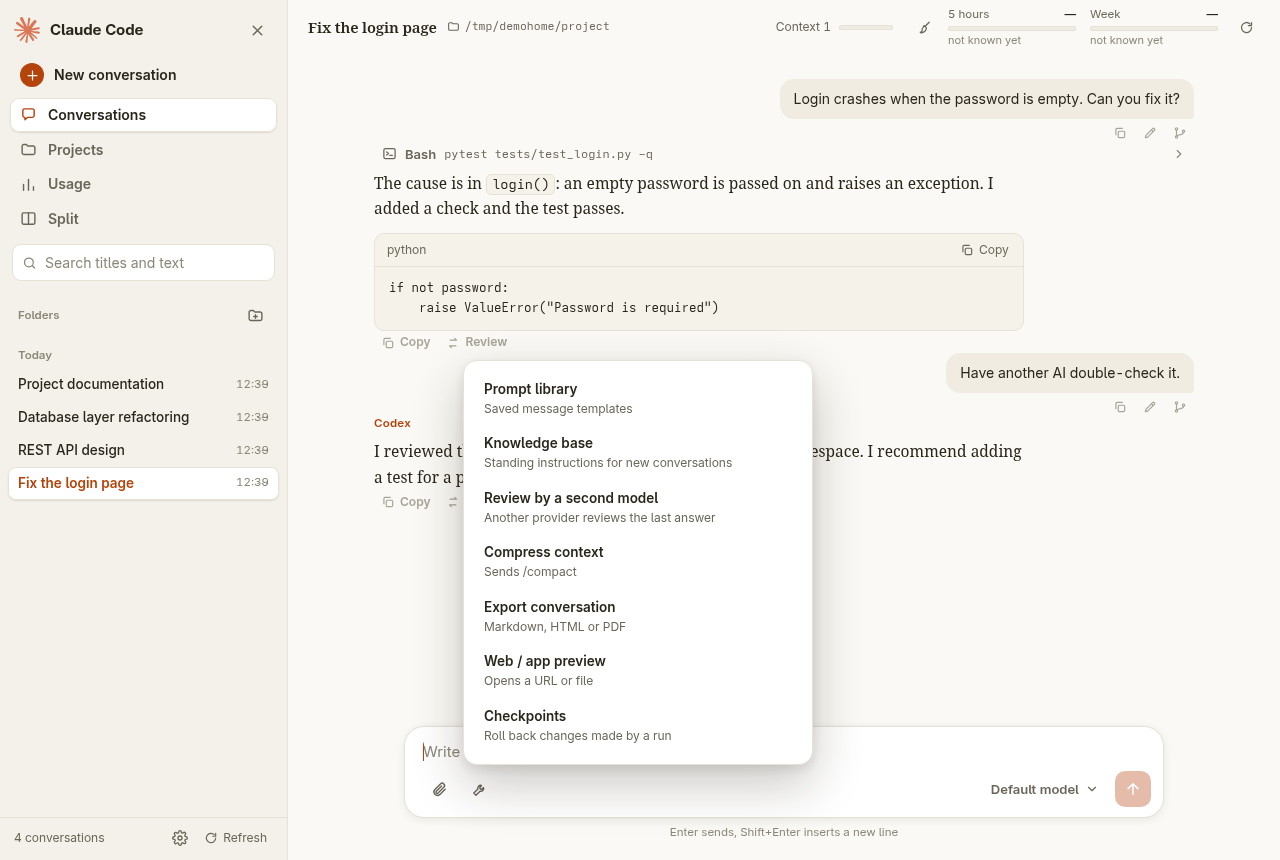 Claude Code
New conversation
Conversations
Projects
Usage
Split
Search titles and text
Folders
Today
Project documentation 12:39
Database layer refactoring 12:39
REST API design 12:39
Fix the login page 12:39
4 conversations
Refresh
Fix the login page /tmp/demohome/project
Context 1
5 hours —
not known yet
Week —
not known yet
Login crashes when the password is empty. Can you fix it?
Bash pytest tests/test_login.py -q
The cause is in login(): an empty password is passed on and raises an exception. I
added a check and the test passes.
python Copy
if not password:
    raise ValueError("Password is required")
Copy Review
Have another AI double-check it.
Codex
I reviewed espace. I recommend adding
a test for a
Copy
Prompt library
Saved message templates
Knowledge base
Standing instructions for new conversations
Review by a second model
Another provider reviews the last answer
Compress context
Sends /compact
Export conversation
Markdown, HTML or PDF
Web / app preview
Opens a URL or file
Checkpoints
Roll back changes made by a run
Write
Default model
Enter sends, Shift+Enter inserts a new line